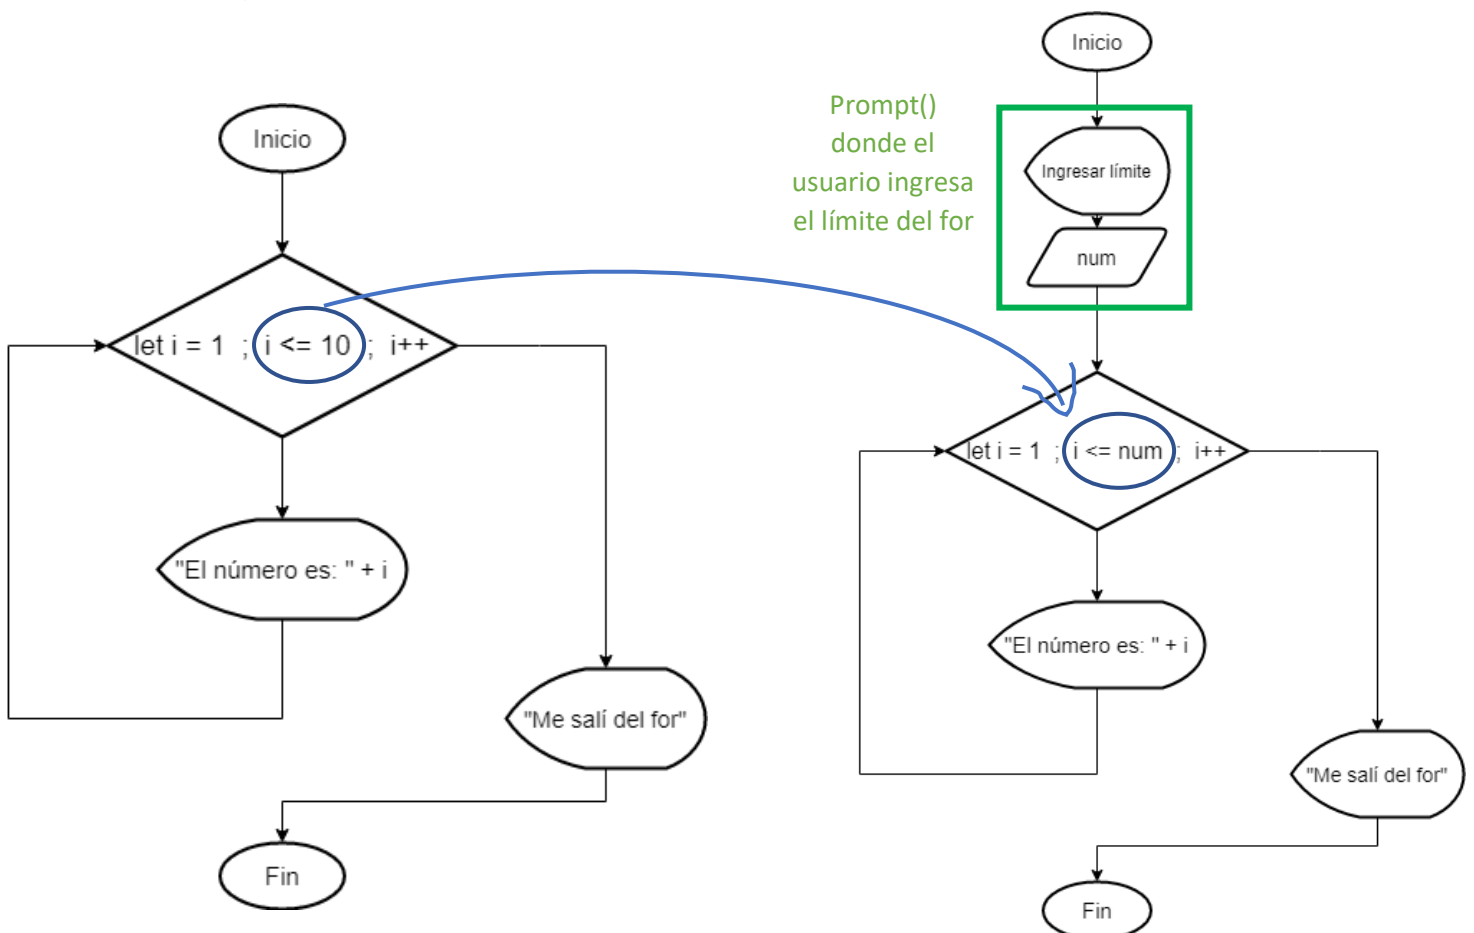 Inicio
let i = 1 ; i <= 10 ; i++
"El número es: " + i
"Me salí del for"
Fin
Prompt()
donde el
usuario ingresa
el límite del for
Inicio
Ingresar límite
num
let i = 1 ; i <= num ; i++
"El número es: " + i
"Me salí del for"
Fin